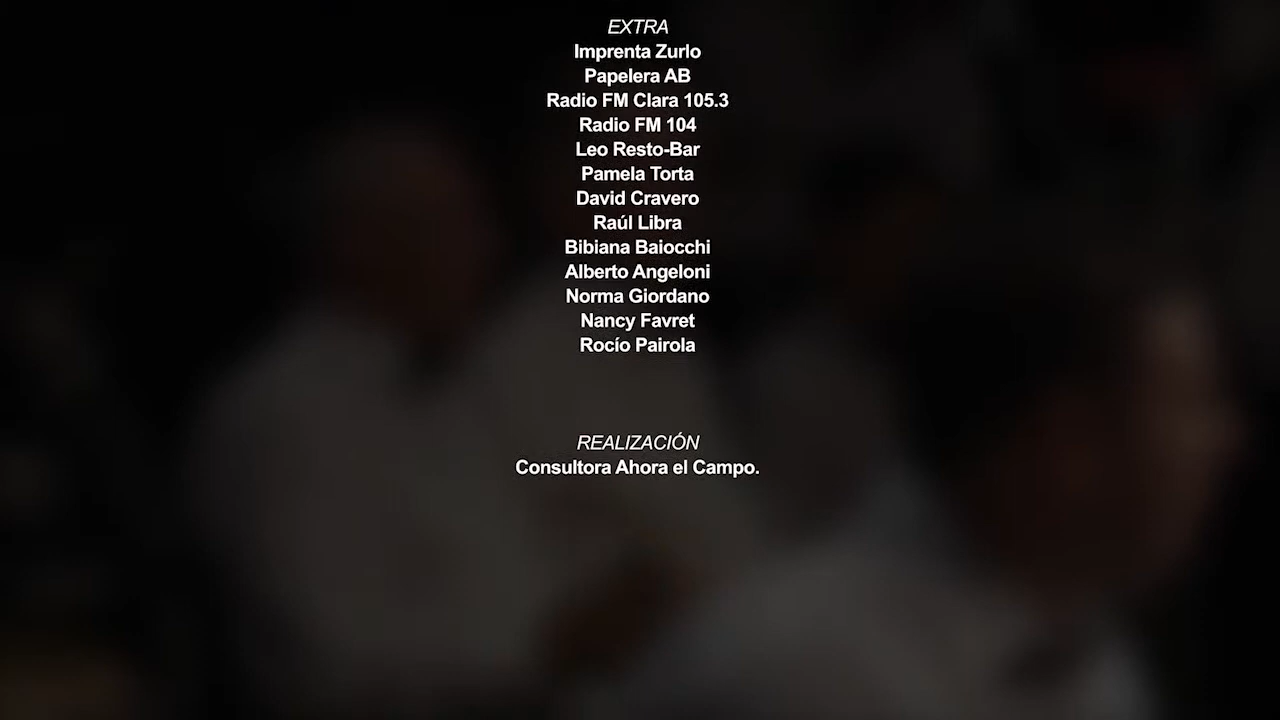 EXTRA
Imprenta Zurlo
Papelera AB
Radio FM Clara 105.3
Radio FM 104
Leo Resto-Bar
Pamela Torta
David Cravero
Raúl Libra
Bibiana Baiocchi
Alberto Angeloni
Norma Giordano
Nancy Favret
Rocío Pairola
REALIZACIÓN
Consultora Ahora el Campo.